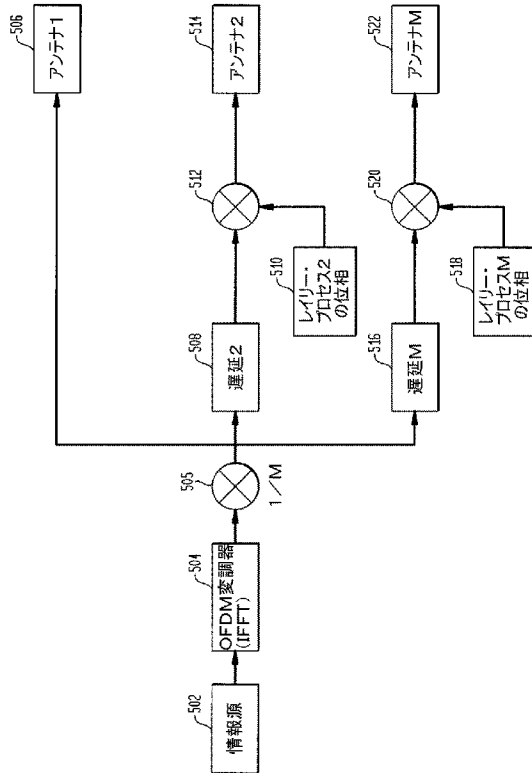 502
情報源
504
OFDM変調器
(IFFT)
505
1/M
506
アンテナ1
508
遅延2
510
レイリー・
プロセス2
の位相
512
514
アンテナ2
516
遅延M
518
レイリー・
プロセスM
の位相
520
522
アンテナM